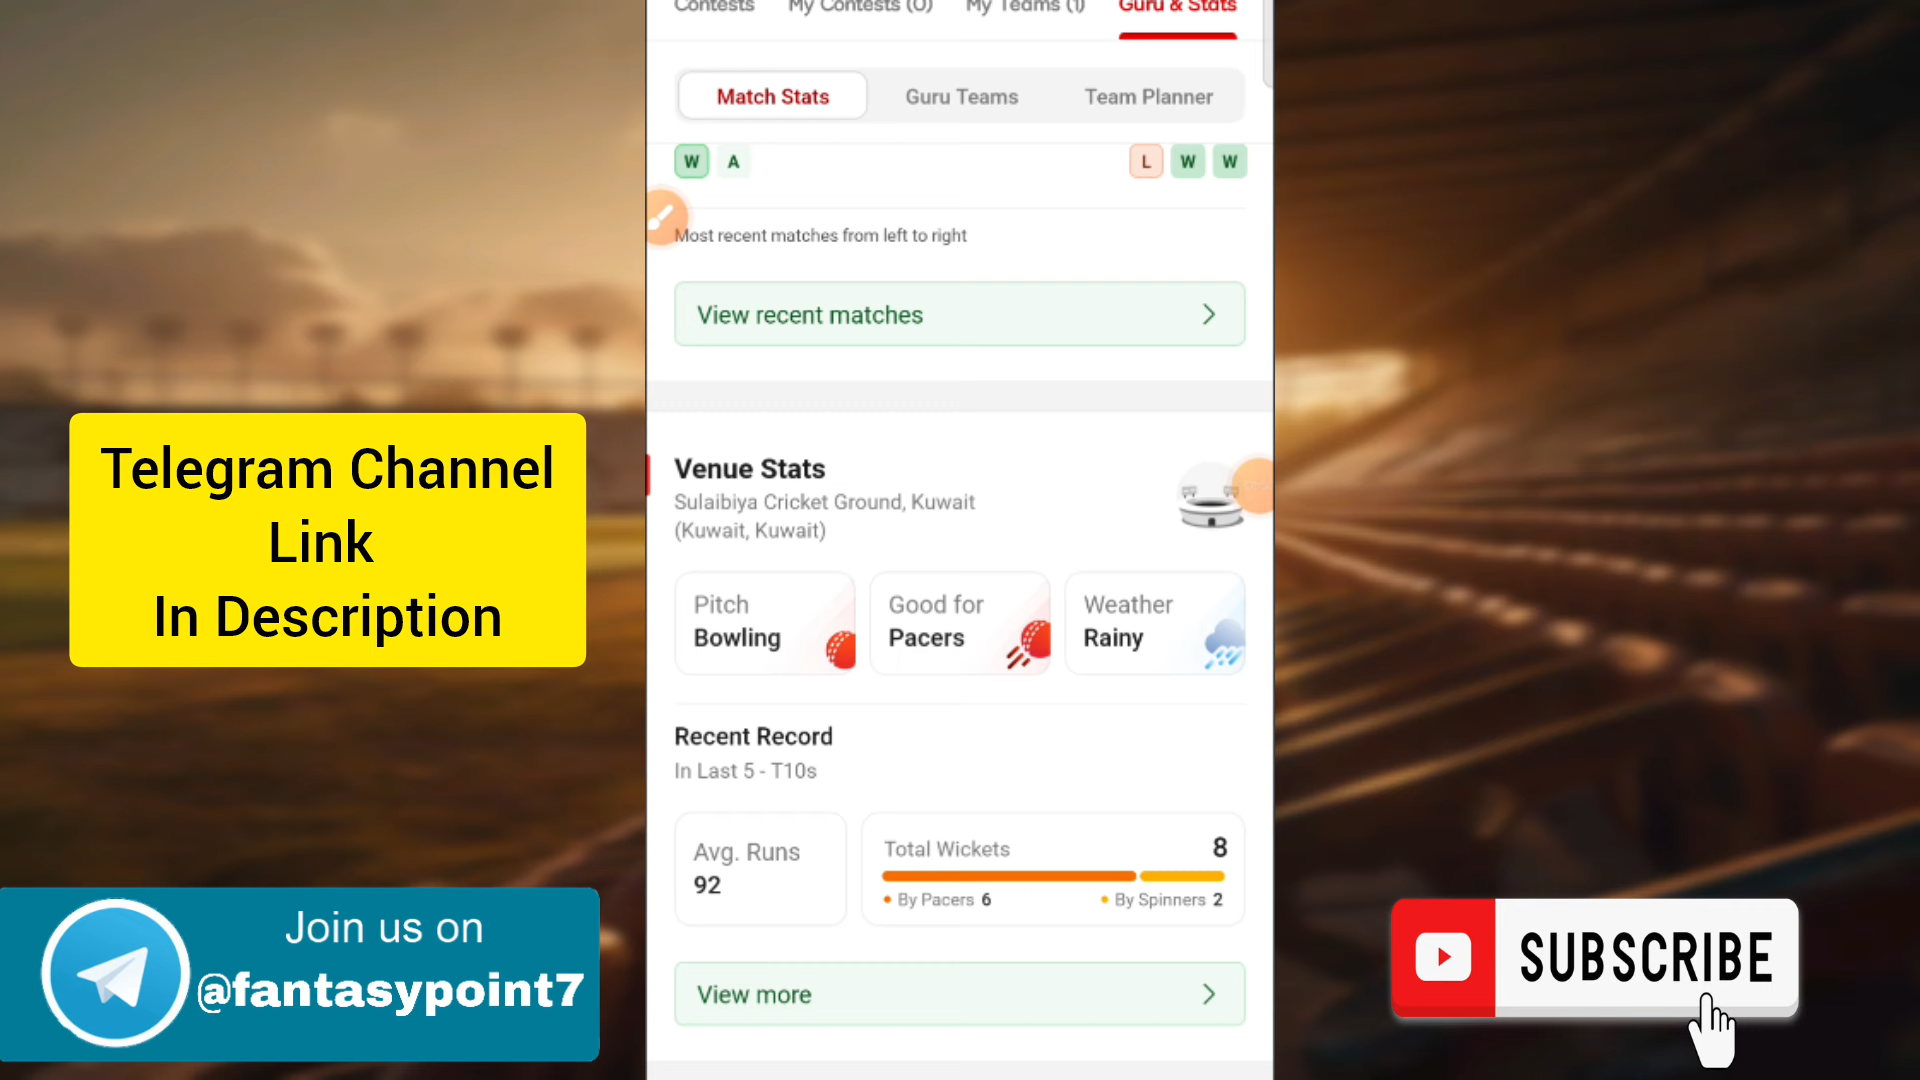 Contests My Contests (0) My Teams (1) Guru & Stats
Match Stats Guru Teams Team Planner
W A L W W
Most recent matches from left to right
View recent matches
Venue Stats
Sulaibiya Cricket Ground, Kuwait
(Kuwait, Kuwait)
Pitch
Bowling
Good for
Pacers
Weather
Rainy
Recent Record
In Last 5 - T10s
Avg. Runs
92
Total Wickets 8
By Pacers 6 By Spinners 2
View more
Telegram Channel
Link
In Description
Join us on
@fantasypoint7
SUBSCRIBE